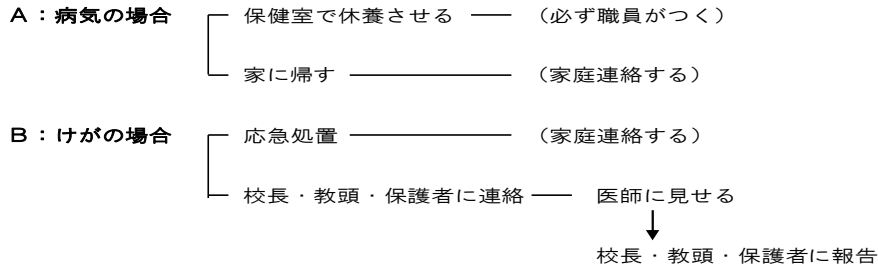 A：病気の場合 保健室で休養させる （必ず職員がつく）
家に帰す （家庭連絡する）
B：けがの場合 応急処置 （家庭連絡する）
校長・教頭・保護者に連絡 医師に見せる
校長・教頭・保護者に報告